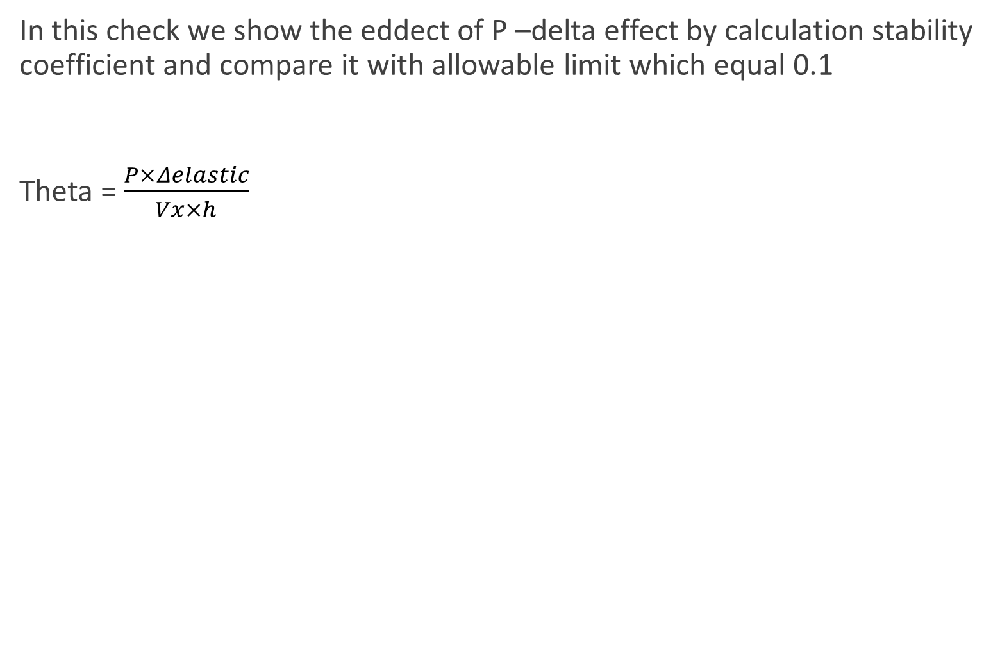 In this check we show the eddect of P –delta effect by calculation stability
coefficient and compare it with allowable limit which equal 0.1
Theta = \frac{P×Δelastic}{Vx×h}